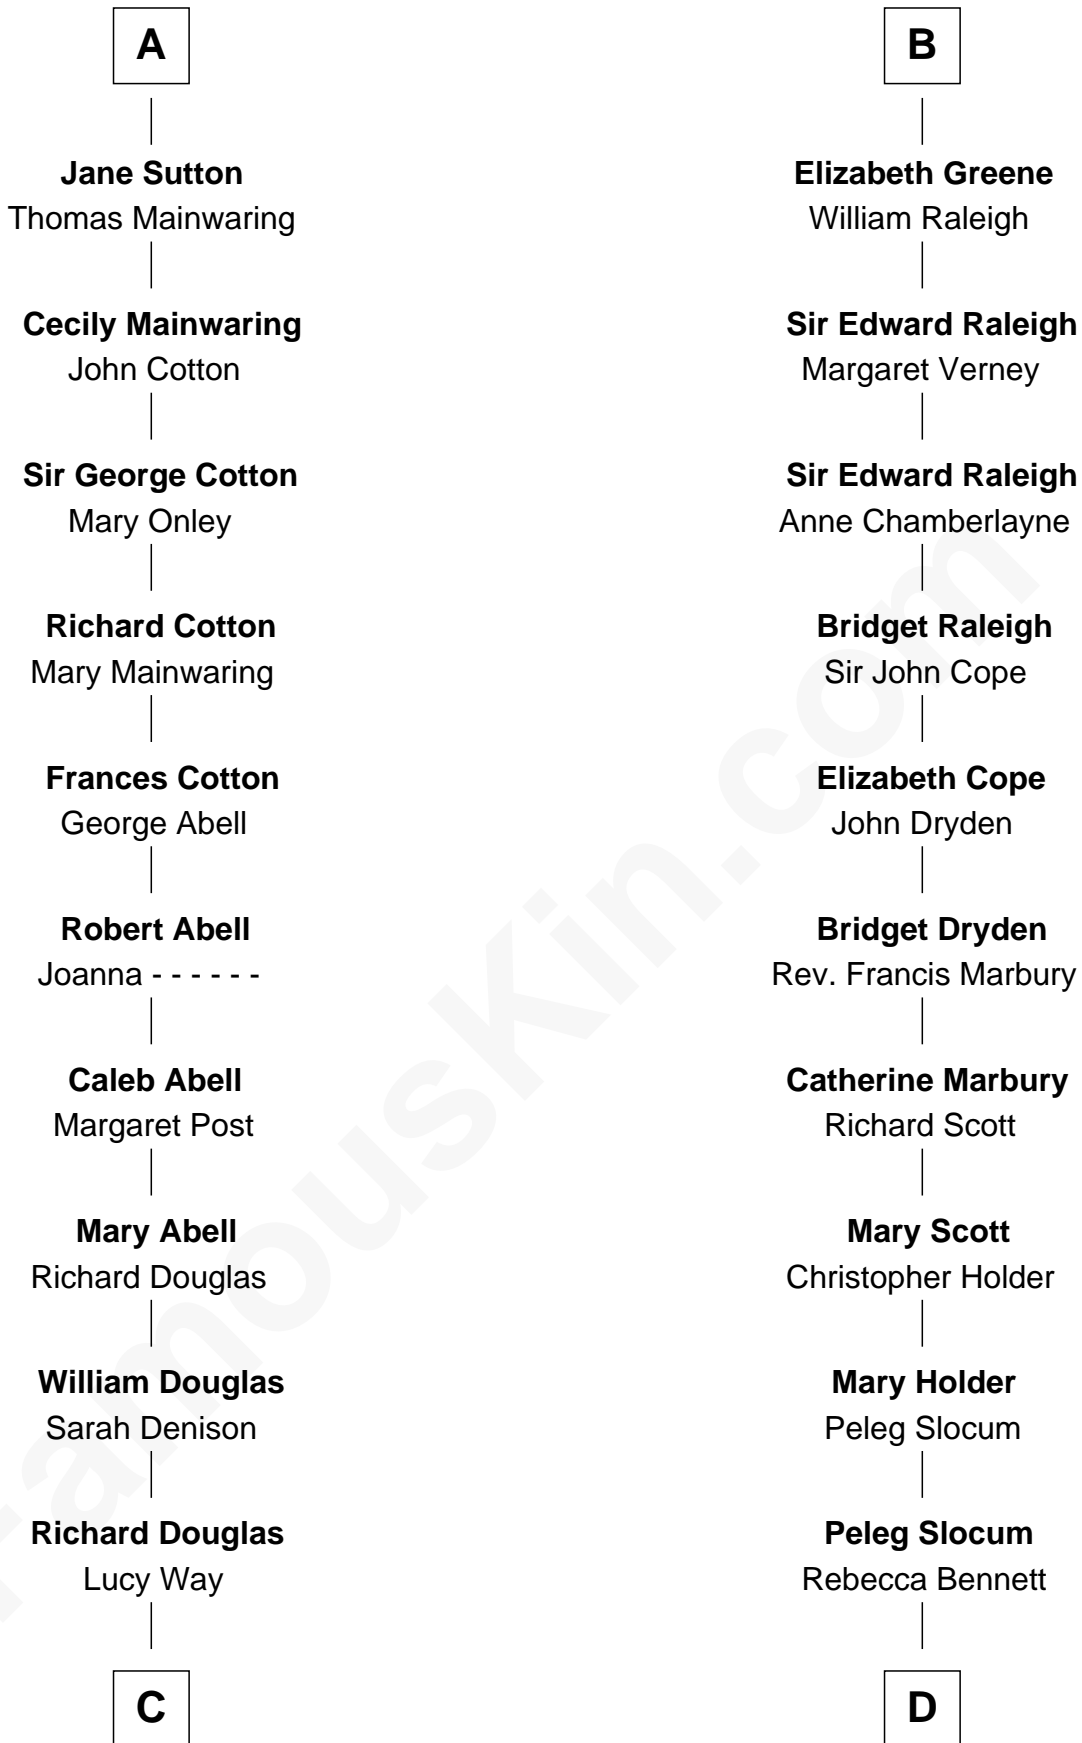 A
Jane Sutton
Thomas Mainwaring
Cecily Mainwaring
John Cotton
Sir George Cotton
Mary Onley
Richard Cotton
Mary Mainwaring
Frances Cotton
George Abell
Robert Abell
Joanna - - - - - -
Caleb Abell
Margaret Post
Mary Abell
Richard Douglas
William Douglas
Sarah Denison
Richard Douglas
Lucy Way
C
B
Elizabeth Greene
William Raleigh
Sir Edward Raleigh
Margaret Verney
Sir Edward Raleigh
Anne Chamberlayne
Bridget Raleigh
Sir John Cope
Elizabeth Cope
John Dryden
Bridget Dryden
Rev. Francis Marbury
Catherine Marbury
Richard Scott
Mary Scott
Christopher Holder
Mary Holder
Peleg Slocum
Peleg Slocum
Rebecca Bennett
D
FamousKin.com